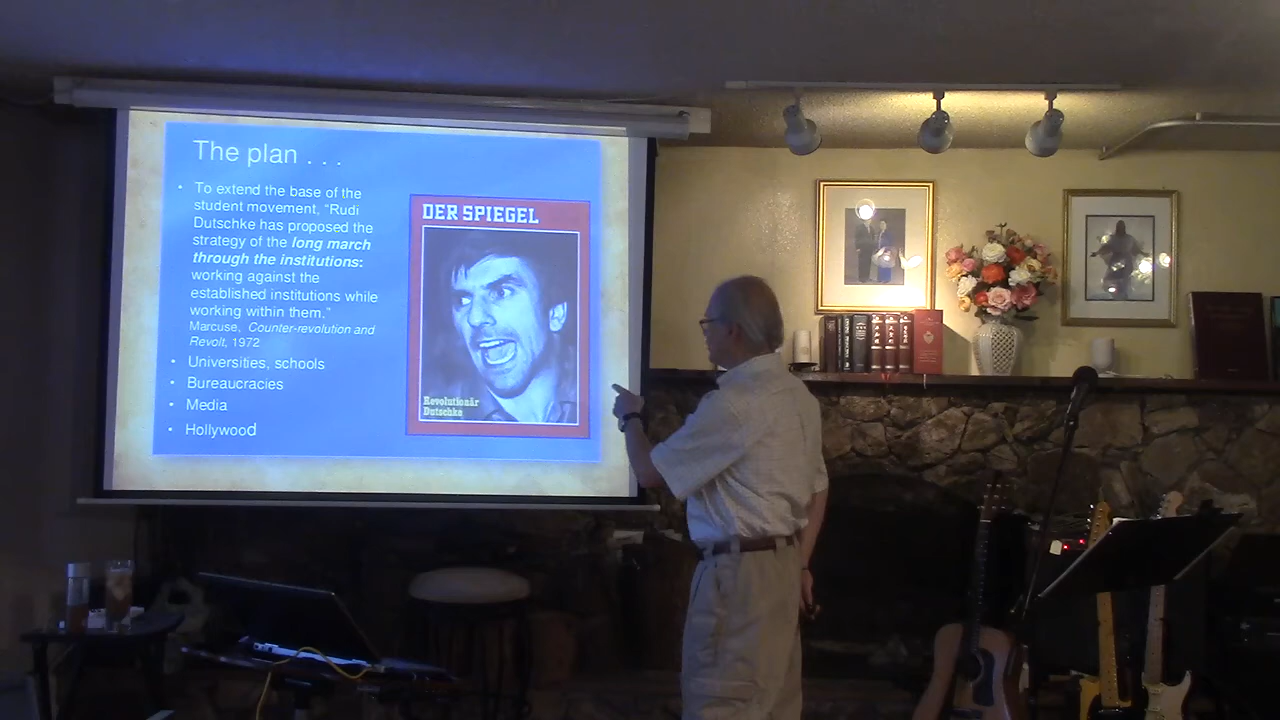 The plan . . .
• To extend the base of the
student movement, "Rudi
Dutschke has proposed the
strategy of the long march
through the institutions:
working against the
established institutions while
working within them."
Marcuse, Counter-revolution and
Revolt, 1972
• Universities, schools
• Bureaucracies
• Media
• Hollywood
DER SPIEGEL
Revolutionär
Dutschke